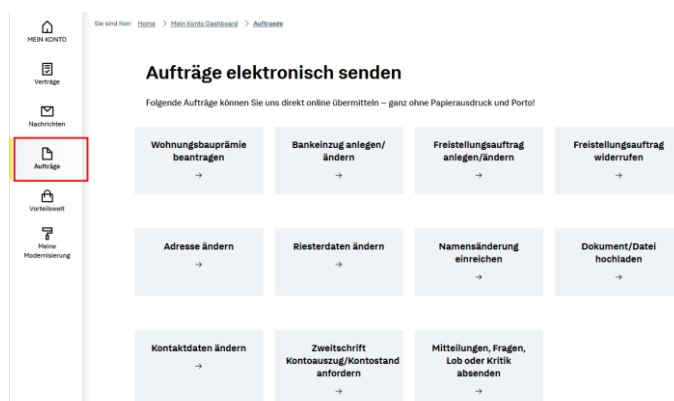 Sie sind hier: Home > Mein Konto Dashboard > Auftraege
MEIN KONTO
Verträge
Nachrichten
Aufträge
Vorteilswelt
Meine
Modernisierung
Aufträge elektronisch senden
Folgende Aufträge können Sie uns direkt online übermitteln – ganz ohne Papierausdruck und Porto!
Wohnungsbauprämie
beantragen
→
Bankeinzug anlegen/
ändern
→
Freistellungsauftrag
anlegen/ändern
→
Freistellungsauftrag
widerrufen
→
Adresse ändern
→
Riesterdaten ändern
→
Namensänderung
einreichen
→
Dokument/Datei
hochladen
→
Kontaktdaten ändern
→
Zweitschrift
Kontoauszug/Kontostand
anfordern
→
Mitteilungen, Fragen,
Lob oder Kritik
absenden
→